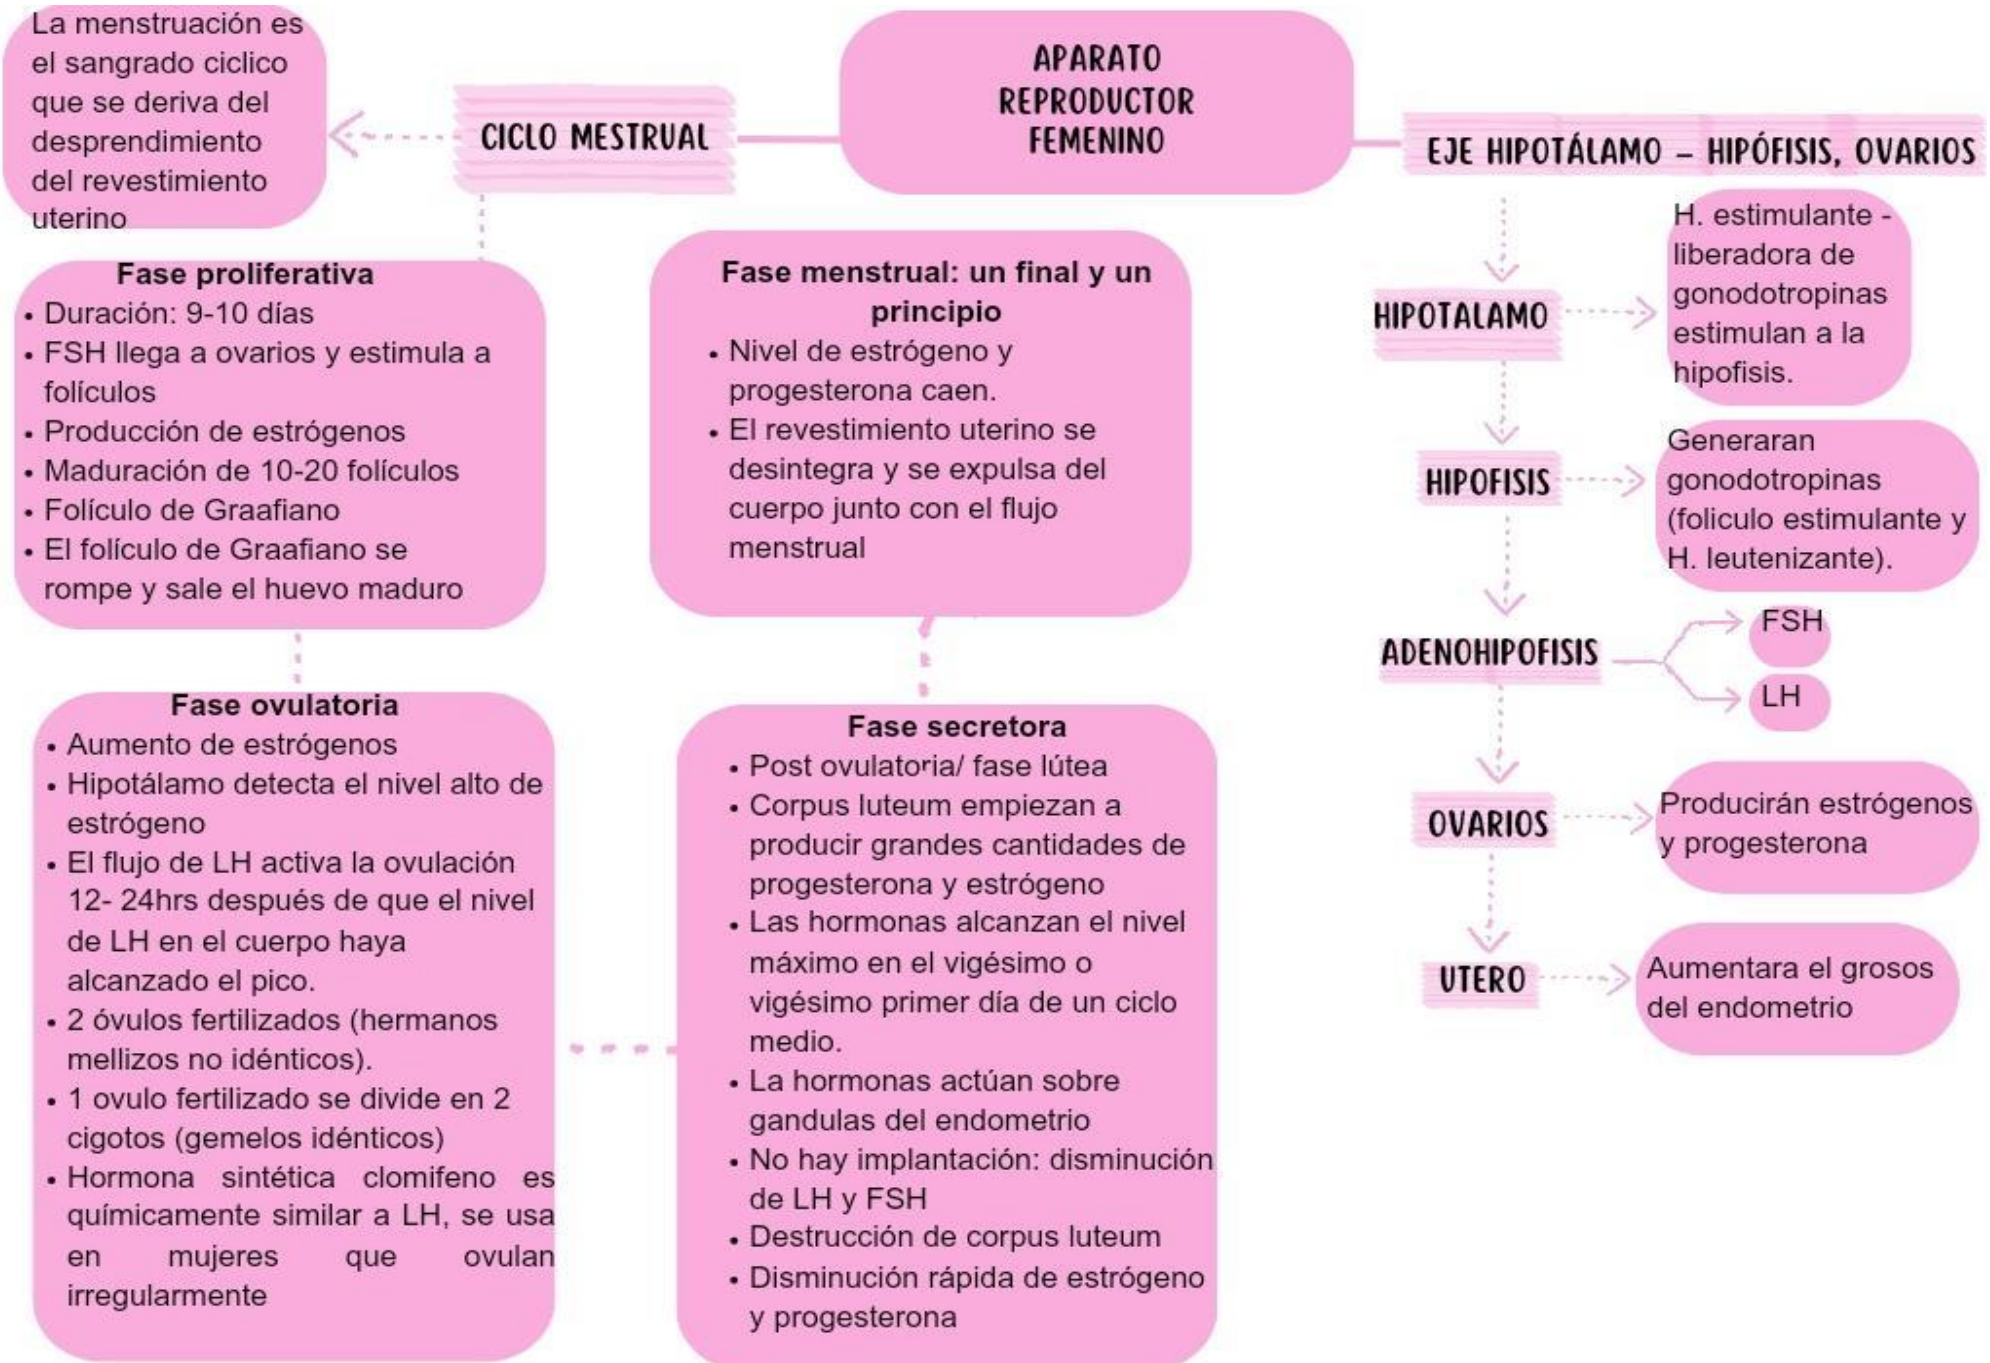 La menstruación es
el sangrado ciclico
que se deriva del
desprendimiento
del revestimiento
uterino
CICLO MESTRUAL
APARATO
REPRODUCTOR
FEMENINO
EJE HIPOTÁLAMO – HIPÓFISIS, OVARIOS
Fase proliferativa
• Duración: 9-10 días
• FSH llega a ovarios y estimula a
folículos
• Producción de estrógenos
• Maduración de 10-20 folículos
• Folículo de Graafiano
• El folículo de Graafiano se
rompe y sale el huevo maduro
Fase menstrual: un final y un
principio
• Nivel de estrógeno y
progesterona caen.
• El revestimiento uterino se
desintegra y se expulsa del
cuerpo junto con el flujo
menstrual
Fase ovulatoria
• Aumento de estrógenos
• Hipotálamo detecta el nivel alto de
estrógeno
• El flujo de LH activa la ovulación
12- 24hrs después de que el nivel
de LH en el cuerpo haya
alcanzado el pico.
• 2 óvulos fertilizados (hermanos
mellizos no idénticos).
• 1 ovulo fertilizado se divide en 2
cigotos (gemelos idénticos)
• Hormona sintética clomifeno es
químicamente similar a LH, se usa
en mujeres que ovulan
irregularmente
Fase secretora
• Post ovulatoria/ fase lútea
• Corpus luteum empiezan a
producir grandes cantidades de
progesterona y estrógeno
• Las hormonas alcanzan el nivel
máximo en el vigésimo o
vigésimo primer día de un ciclo
medio.
• La hormonas actúan sobre
gandulas del endometrio
• No hay implantación: disminución
de LH y FSH
• Destrucción de corpus luteum
• Disminución rápida de estrógeno
y progesterona
HIPOTALAMO
H. estimulante -
liberadora de
gonodotropinas
estimulan a la
hipofisis.
HIPOFISIS
Generaran
gonodotropinas
(foliculo estimulante y
H. leutenizante).
ADENOHIPOFISIS
FSH
LH
OVARIOS
Producirán estrógenos
y progesterona
UTERO
Aumentara el grosos
del endometrio